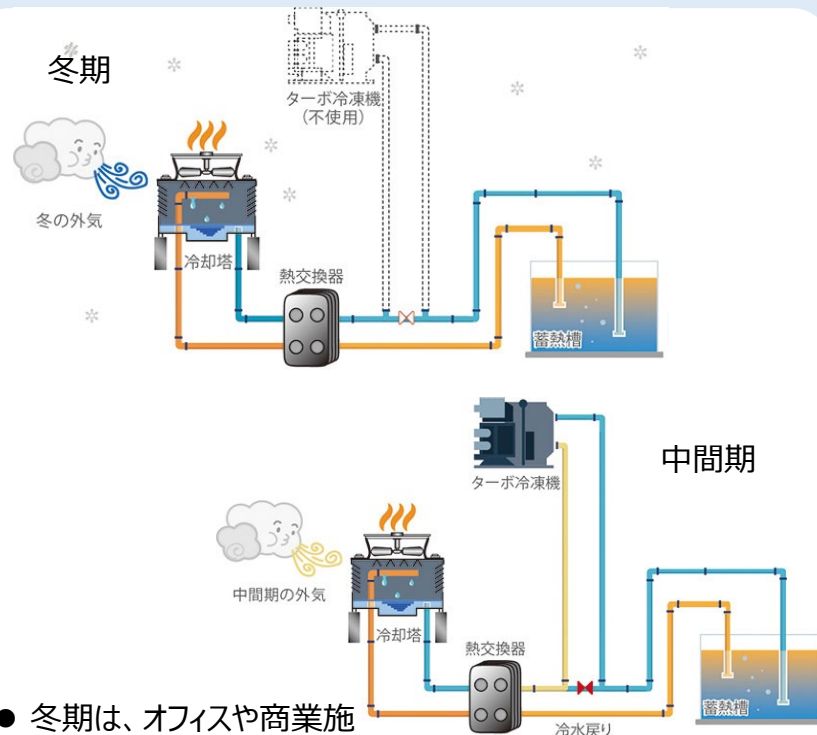 冬期
ターボ冷凍機
(不使用)
冬の外気
冷却塔
熱交換器
蓄熱槽
中間期
ターボ冷凍機
中間期の外気
冷却塔
熱交換器
蓄熱槽
冷水戻り
● 冬期は、オフィスや商業施